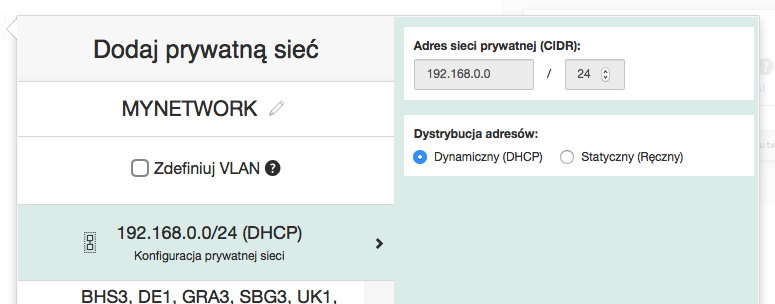 Dodaj prywatną sieć
MYNETWORK
Zdefiniuj VLAN ?
192.168.0.0/24 (DHCP)
Konfiguracja prywatnej sieci
BHS3, DE1, GRA3, SBG3, UK1,
Adres sieci prywatnej (CIDR):
192.168.0.0 / 24
Dystrybucja adresów:
Dynamiczny (DHCP) Statyczny (Ręczny)